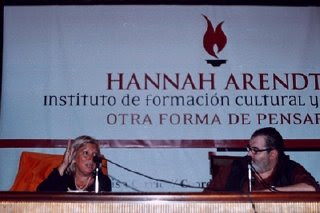 HANNAH ARENDT
Instituto de formación cultural y
OTRA FORMA DE PENSAR